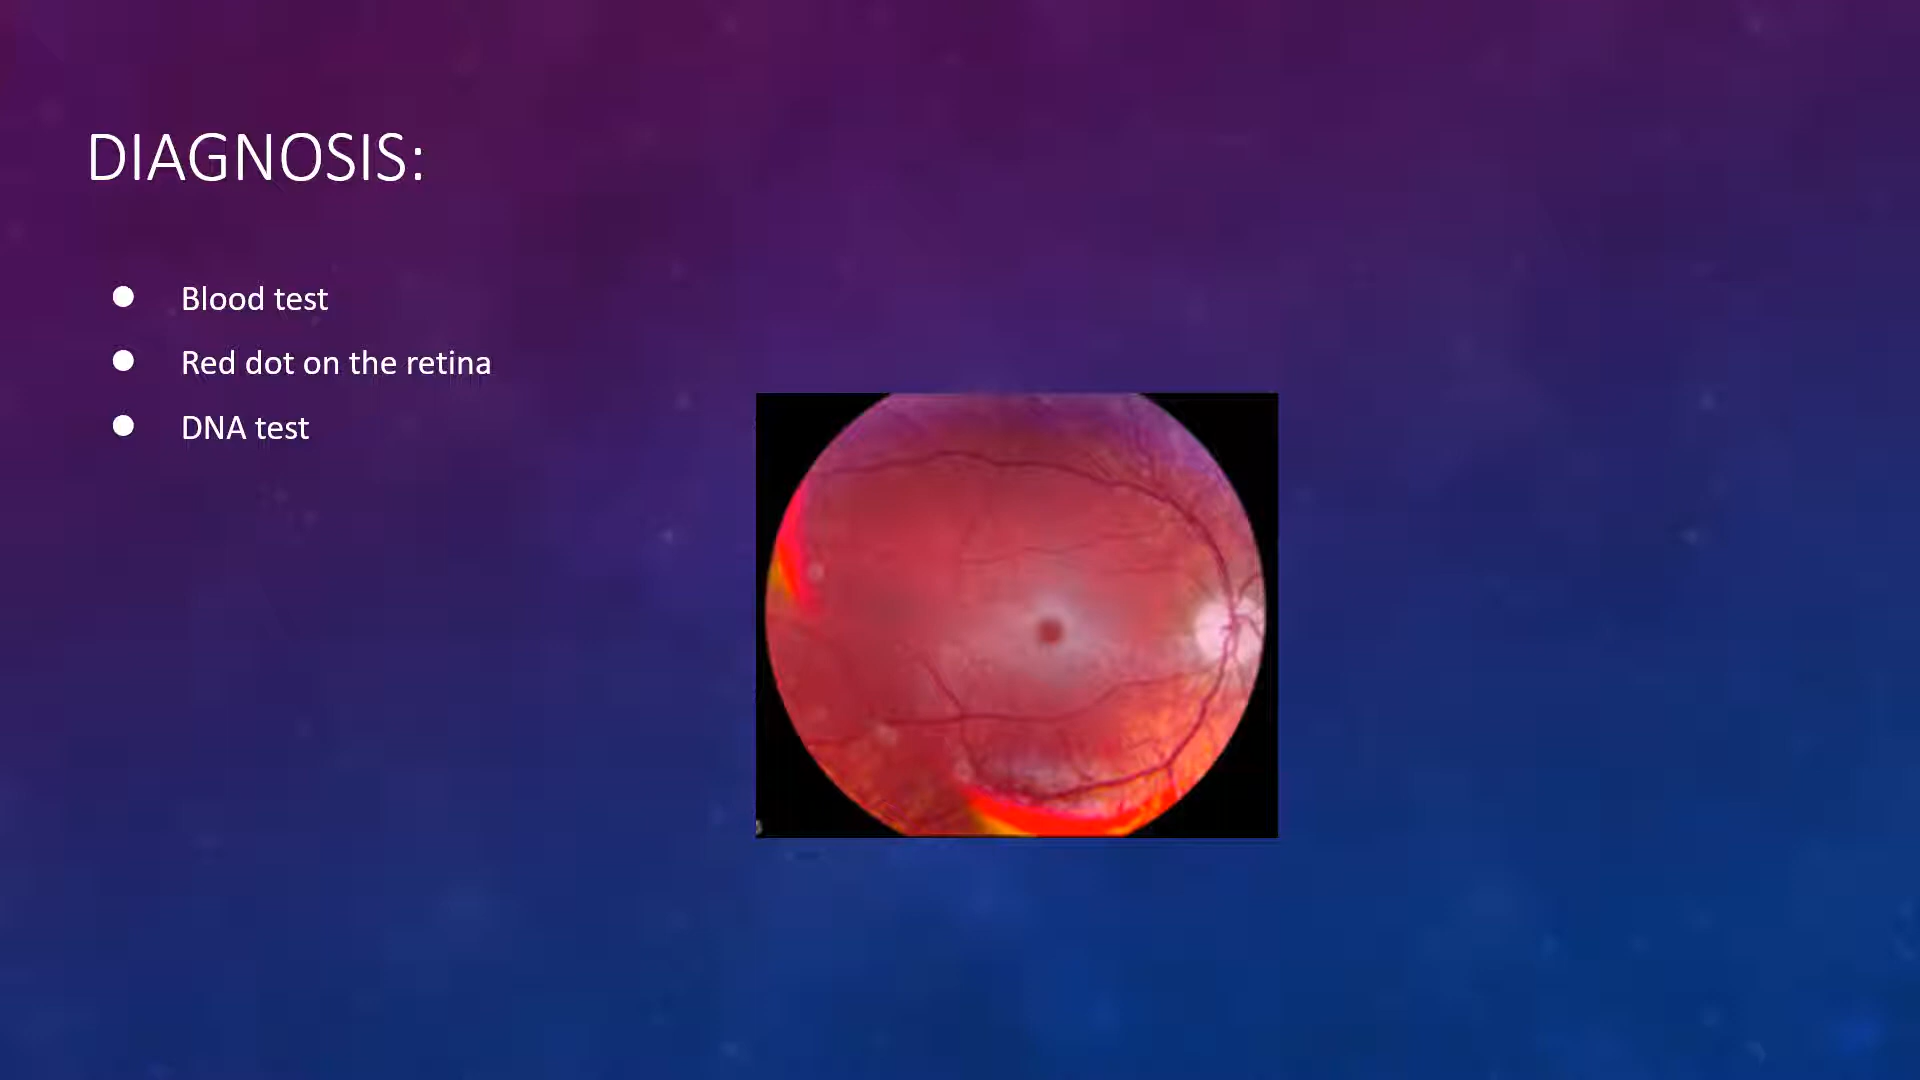 DIAGNOSIS:
● Blood test
● Red dot on the retina
● DNA test